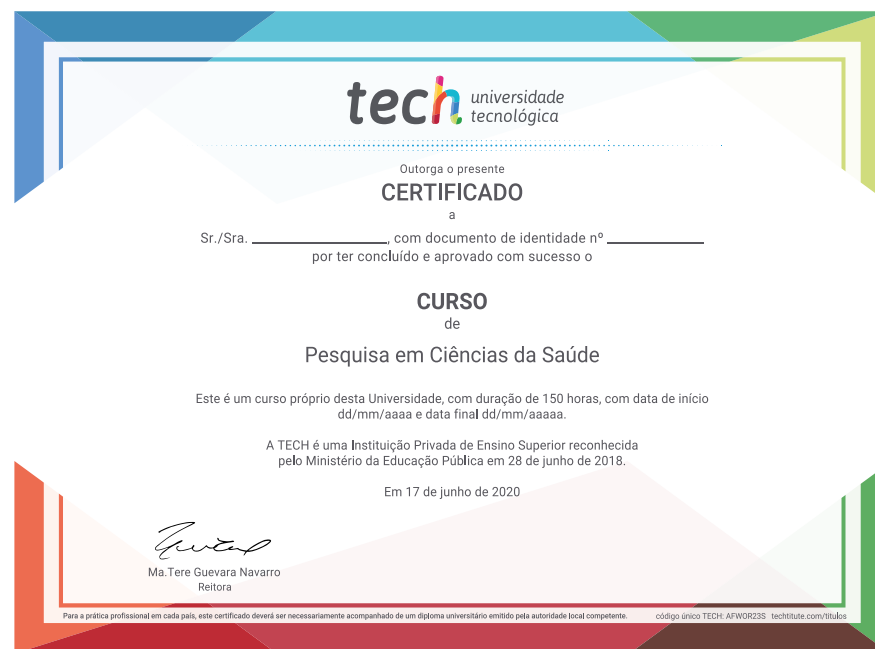 tech universidade
tecnológica
Outorga o presente
CERTIFICADO
a
Sr./Sra. ________________, com documento de identidade nº ____________
por ter concluído e aprovado com sucesso o
CURSO
de
Pesquisa em Ciências da Saúde
Este é um curso próprio desta Universidade, com duração de 150 horas, com data de início
dd/mm/aaaa e data final dd/mm/aaaaa.
A TECH é uma Instituição Privada de Ensino Superior reconhecida
pelo Ministério da Educação Pública em 28 de junho de 2018.
Em 17 de junho de 2020
Ma.Tere Guevara Navarro
Reitora
Para a prática profissional em cada país, este certificado deverá ser necessariamente acompanhado de um diploma universitário emitido pela autoridade local competente. código único TECH: AFWOR23S techtitute.com/titulos